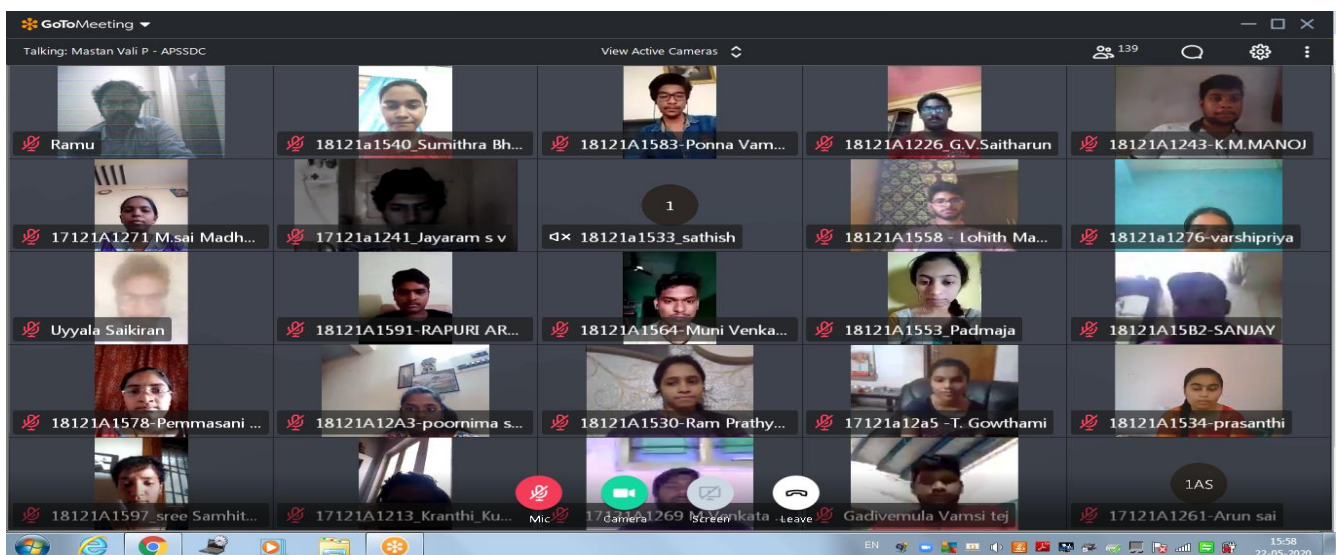 GoToMeeting
Talking: Mastan Vali P - APSSDC
View Active Cameras
139
Ramu
18121a1540_Sumithra Bh...
18121A1583-Ponna Vam...
18121A1226_G.V.Saitharun
18121A1243-K.M.MANOJ
17121A1271 M.sai Madh...
17121a1241_Jayaram s v
1
18121a1533_sathish
18121A1558 - Lohith Ma...
18121a1276-varshipriya
Uyyala Saikiran
18121A1591-RAPURI AR...
18121A1564-Muni Venka...
18121A1553_Padmaja
18121A15B2-SANJAY
18121A1578-Pemmasani ...
18121A12A3-poornima s...
18121A1530-Ram Prathy...
17121a12a5 -T. Gowthami
18121A1534-prasanthi
18121A1597_sree Samhit...
17121A1213_Kranthi_Ku...
Mic
Camera
Screen
Leave
17121A1269 M.Venkata
Gadivemula Vamsi tej
1AS
17121A1261-Arun sai
EN
15:58
22-05-2020